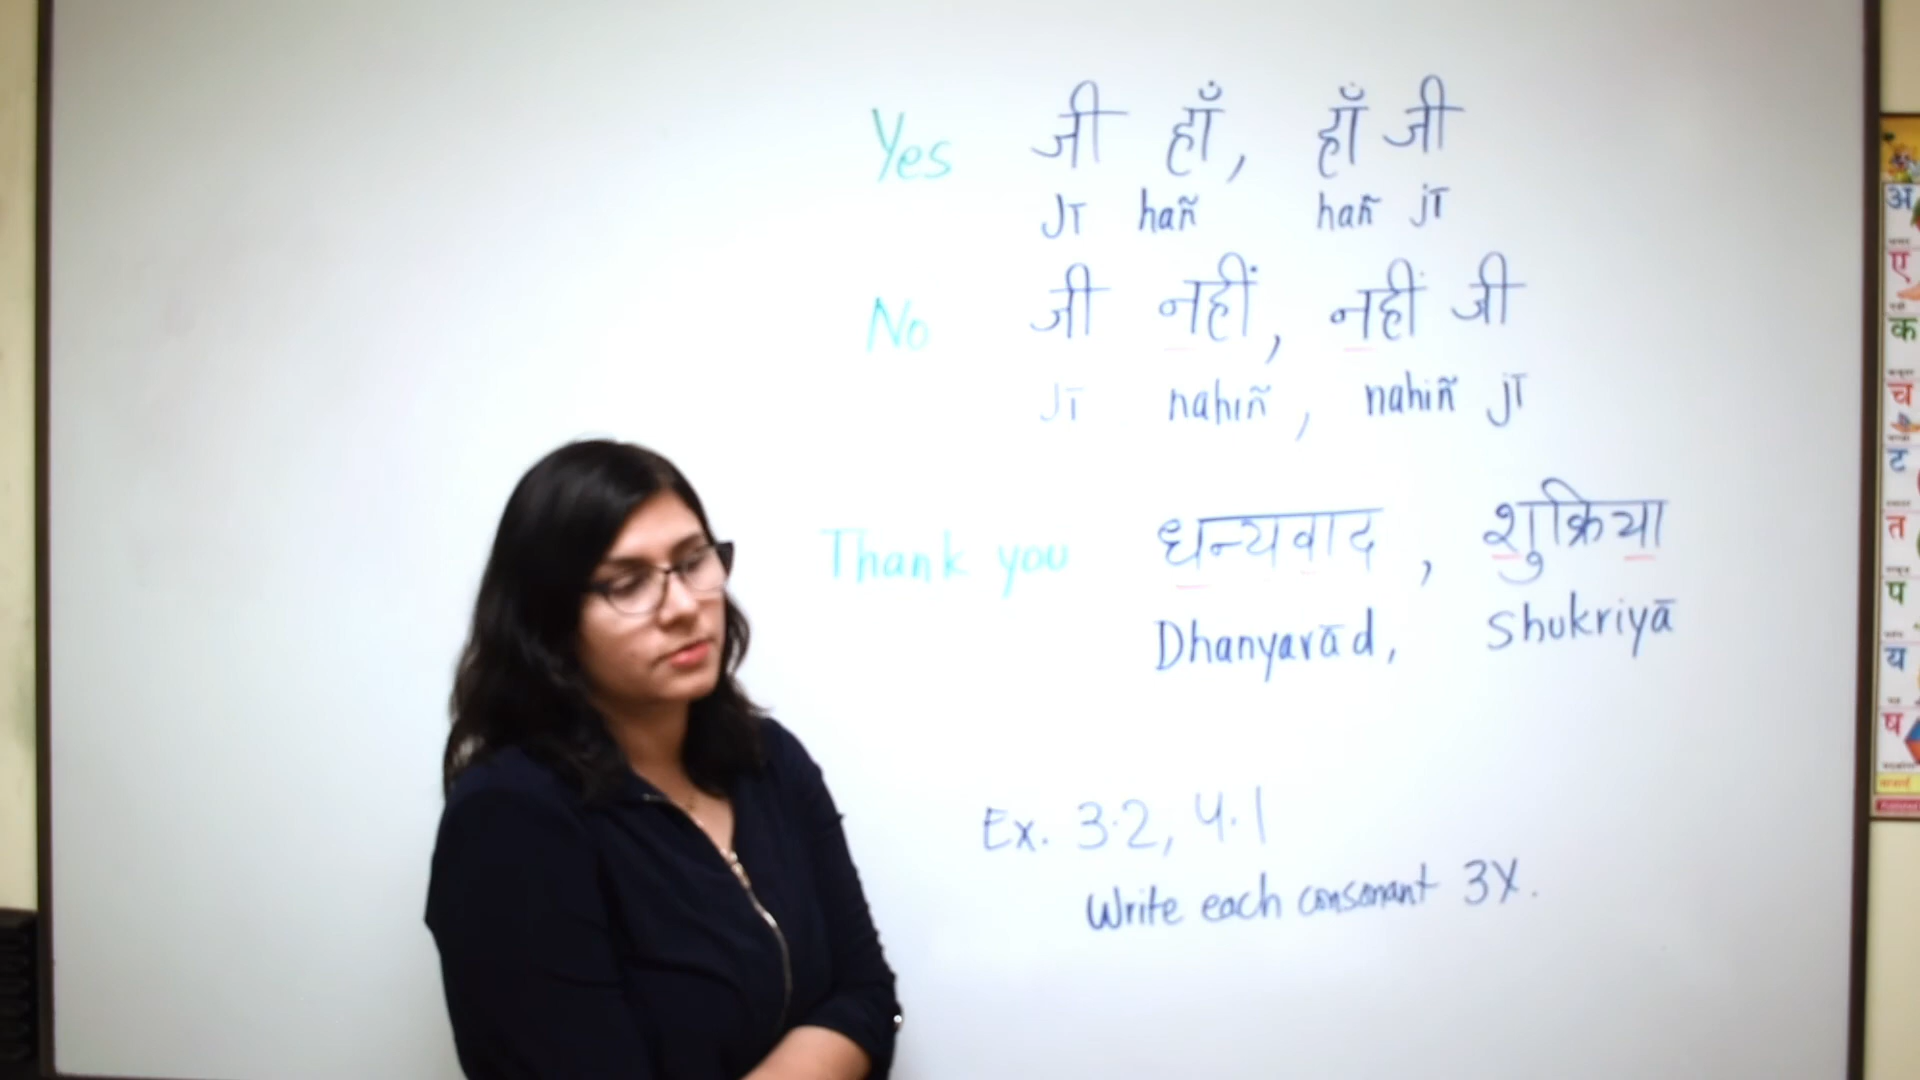 Yes जी हाँ, हाँ जी
Jī hañ hañ jī
No जी नहीं, नहीं जी
Jī nahiñ, nahiñ jī
Thank you धन्यवाद, शुक्रिया
Dhanyavād, Shukriyā
Ex. 3.2, 4.1
Write each consonant 3X.
अ
ए
क
च
ट
त
प
य
ष